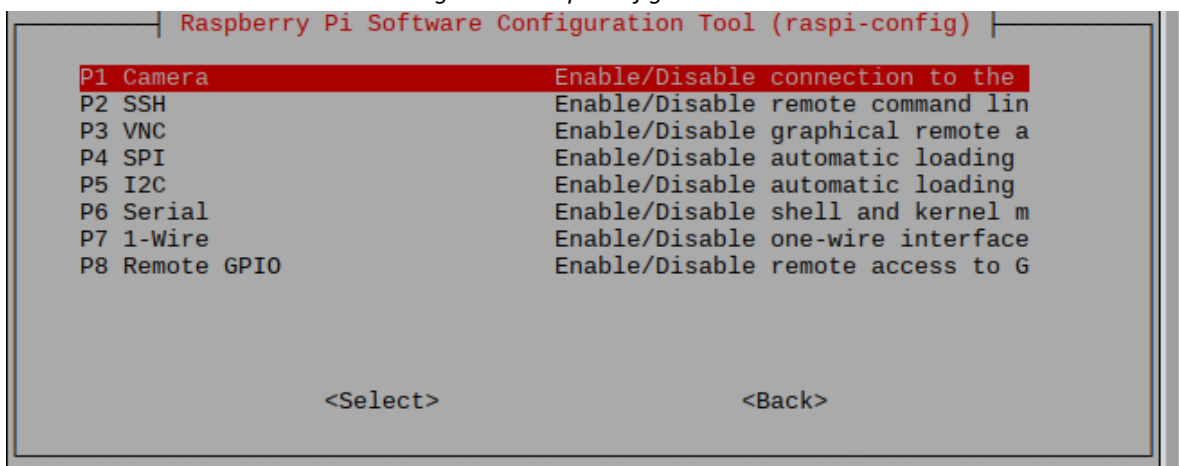 Raspberry Pi Software Configuration Tool (raspi-config)
P1 Camera Enable/Disable connection to the
P2 SSH Enable/Disable remote command lin
P3 VNC Enable/Disable graphical remote a
P4 SPI Enable/Disable automatic loading
P5 I2C Enable/Disable automatic loading
P6 Serial Enable/Disable shell and kernel m
P7 1-Wire Enable/Disable one-wire interface
P8 Remote GPIO Enable/Disable remote access to G
<Select> <Back>